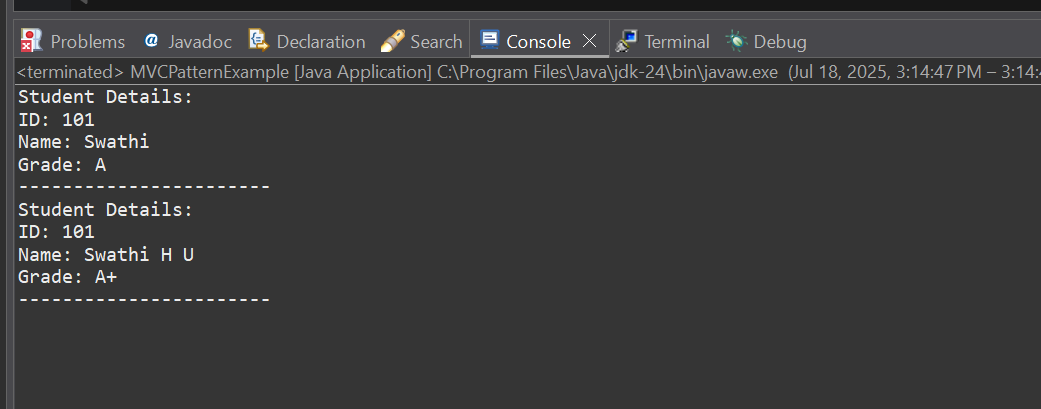 Problems @ Javadoc Declaration Search Console Terminal Debug
<terminated> MVCPatternExample [Java Application] C:\Program Files\Java\jdk-24\bin\javaw.exe (Jul 18, 2025, 3:14:47 PM – 3:14:
Student Details:
ID: 101
Name: Swathi
Grade: A
-----------------------
Student Details:
ID: 101
Name: Swathi H U
Grade: A+
-----------------------